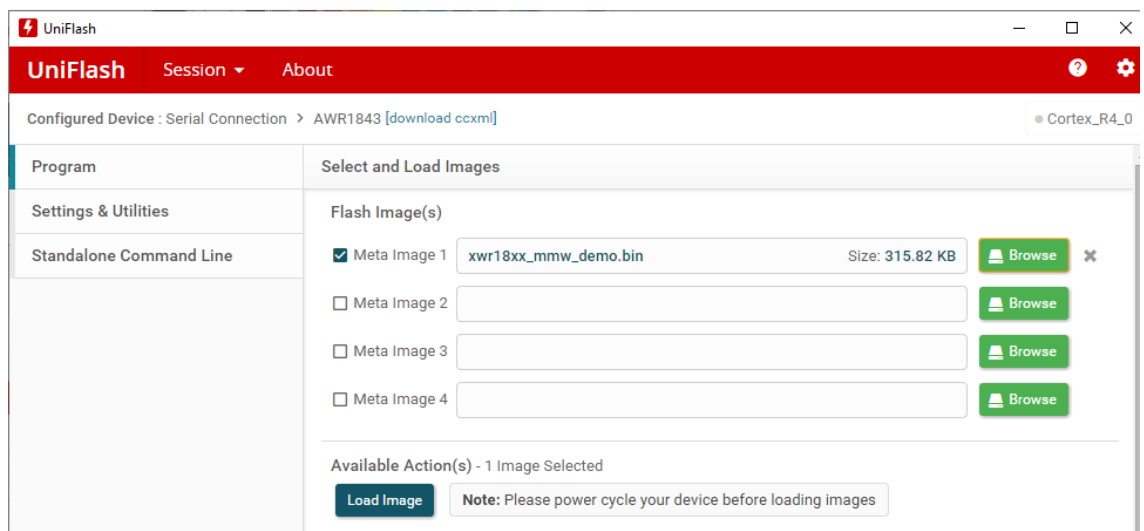 UniFlash
UniFlash Session About
Configured Device : Serial Connection > AWR1843 [download ccxml] Cortex_R4_0
Program
Settings & Utilities
Standalone Command Line
Select and Load Images
Flash Image(s)
Meta Image 1 xwr18xx_mmw_demo.bin Size: 315.82 KB Browse
Meta Image 2 Browse
Meta Image 3 Browse
Meta Image 4 Browse
Available Action(s) - 1 Image Selected
Load Image Note: Please power cycle your device before loading images